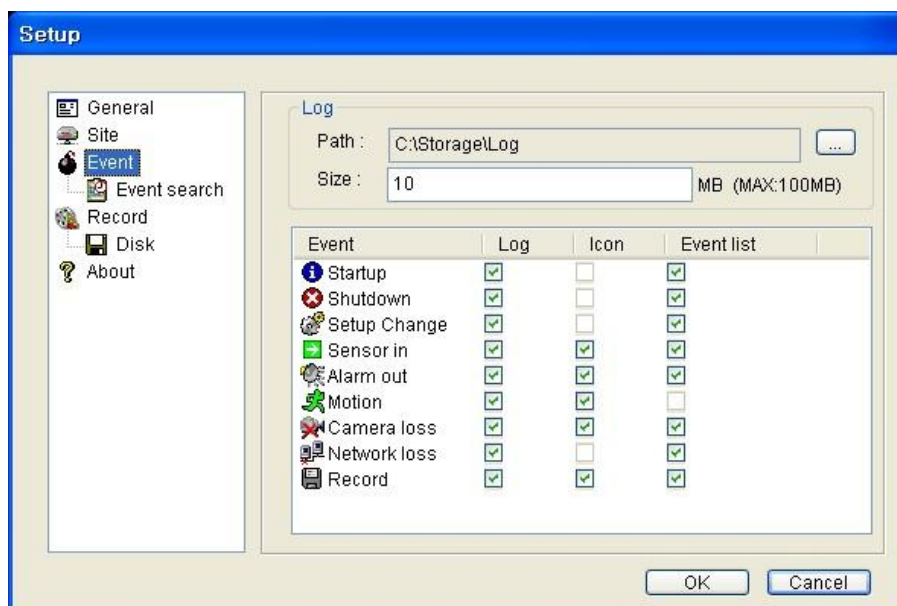 Setup
General
Site
Event
Event search
Record
Disk
About
Log
Path : C:\Storage\Log ...
Size : 10 MB (MAX:100MB)
Event Log Icon Event list
Startup
Shutdown
Setup Change
Sensor in
Alarm out
Motion
Camera loss
Network loss
Record
OK Cancel